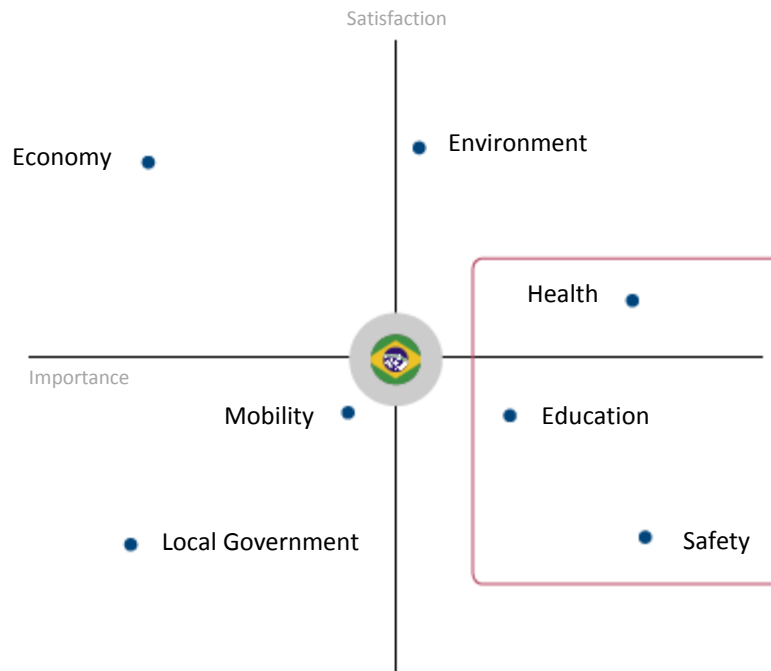 Satisfaction
Environment
Economy
Health
Importance
Mobility
Education
Local Government
Safety